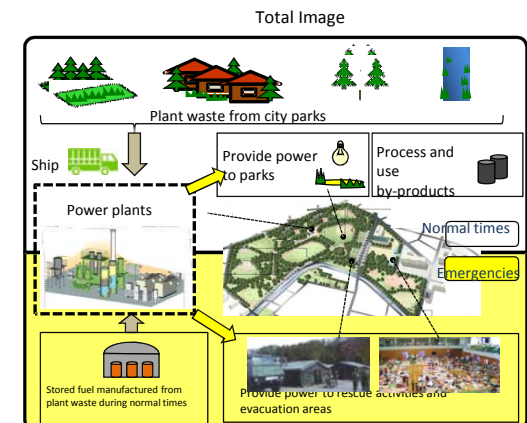 Total Image
Plant waste from city parks
Ship
Provide power
to parks
Process and
use
by-products
Power plants
Normal times
Emergencies
Stored fuel manufactured from
plant waste during normal times
Provide power to rescue activities and
evacuation areas